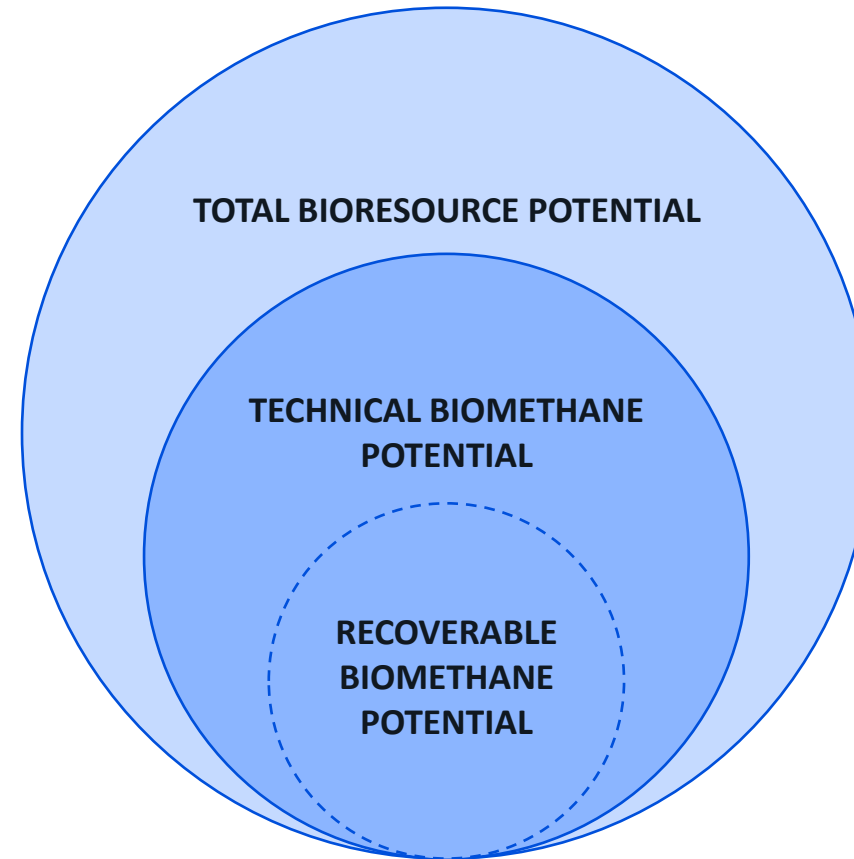 TOTAL BIORESOURCE POTENTIAL
TECHNICAL BIOMETHANE
POTENTIAL
RECOVERABLE
BIOMETHANE
POTENTIAL